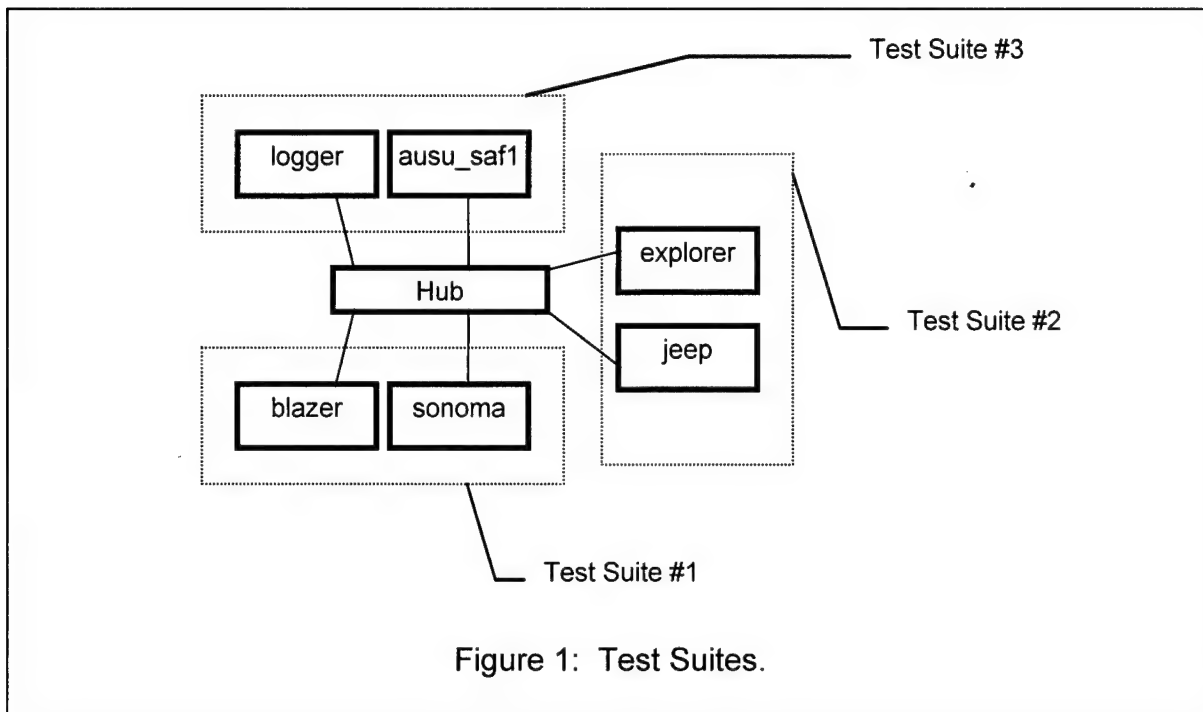 Test Suite #3
logger
ausu_saf1
explorer
Hub
Test Suite #2
jeep
blazer
sonoma
Test Suite #1
Figure 1: Test Suites.